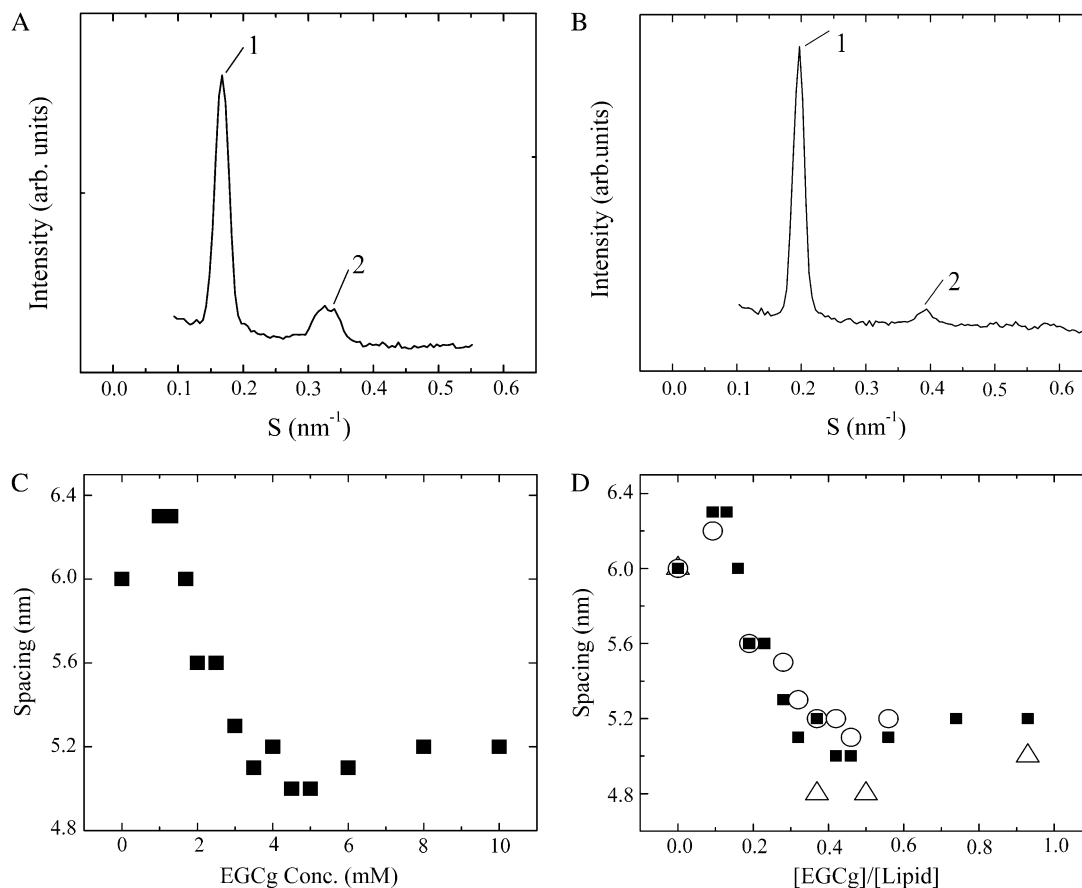 A
1
2
Intensity (arb. units)
0.0 0.1 0.2 0.3 0.4 0.5 0.6
S (nm⁻¹)
B
1
2
Intensity (arb.units)
0.0 0.1 0.2 0.3 0.4 0.5 0.6
S (nm⁻¹)
C
6.4
6.0
5.6
5.2
4.8
Spacing (nm)
0 2 4 6 8 10
EGCg Conc. (mM)
D
6.4
6.0
5.6
5.2
4.8
Spacing (nm)
0.0 0.2 0.4 0.6 0.8 1.0
[EGCg]/[Lipid]